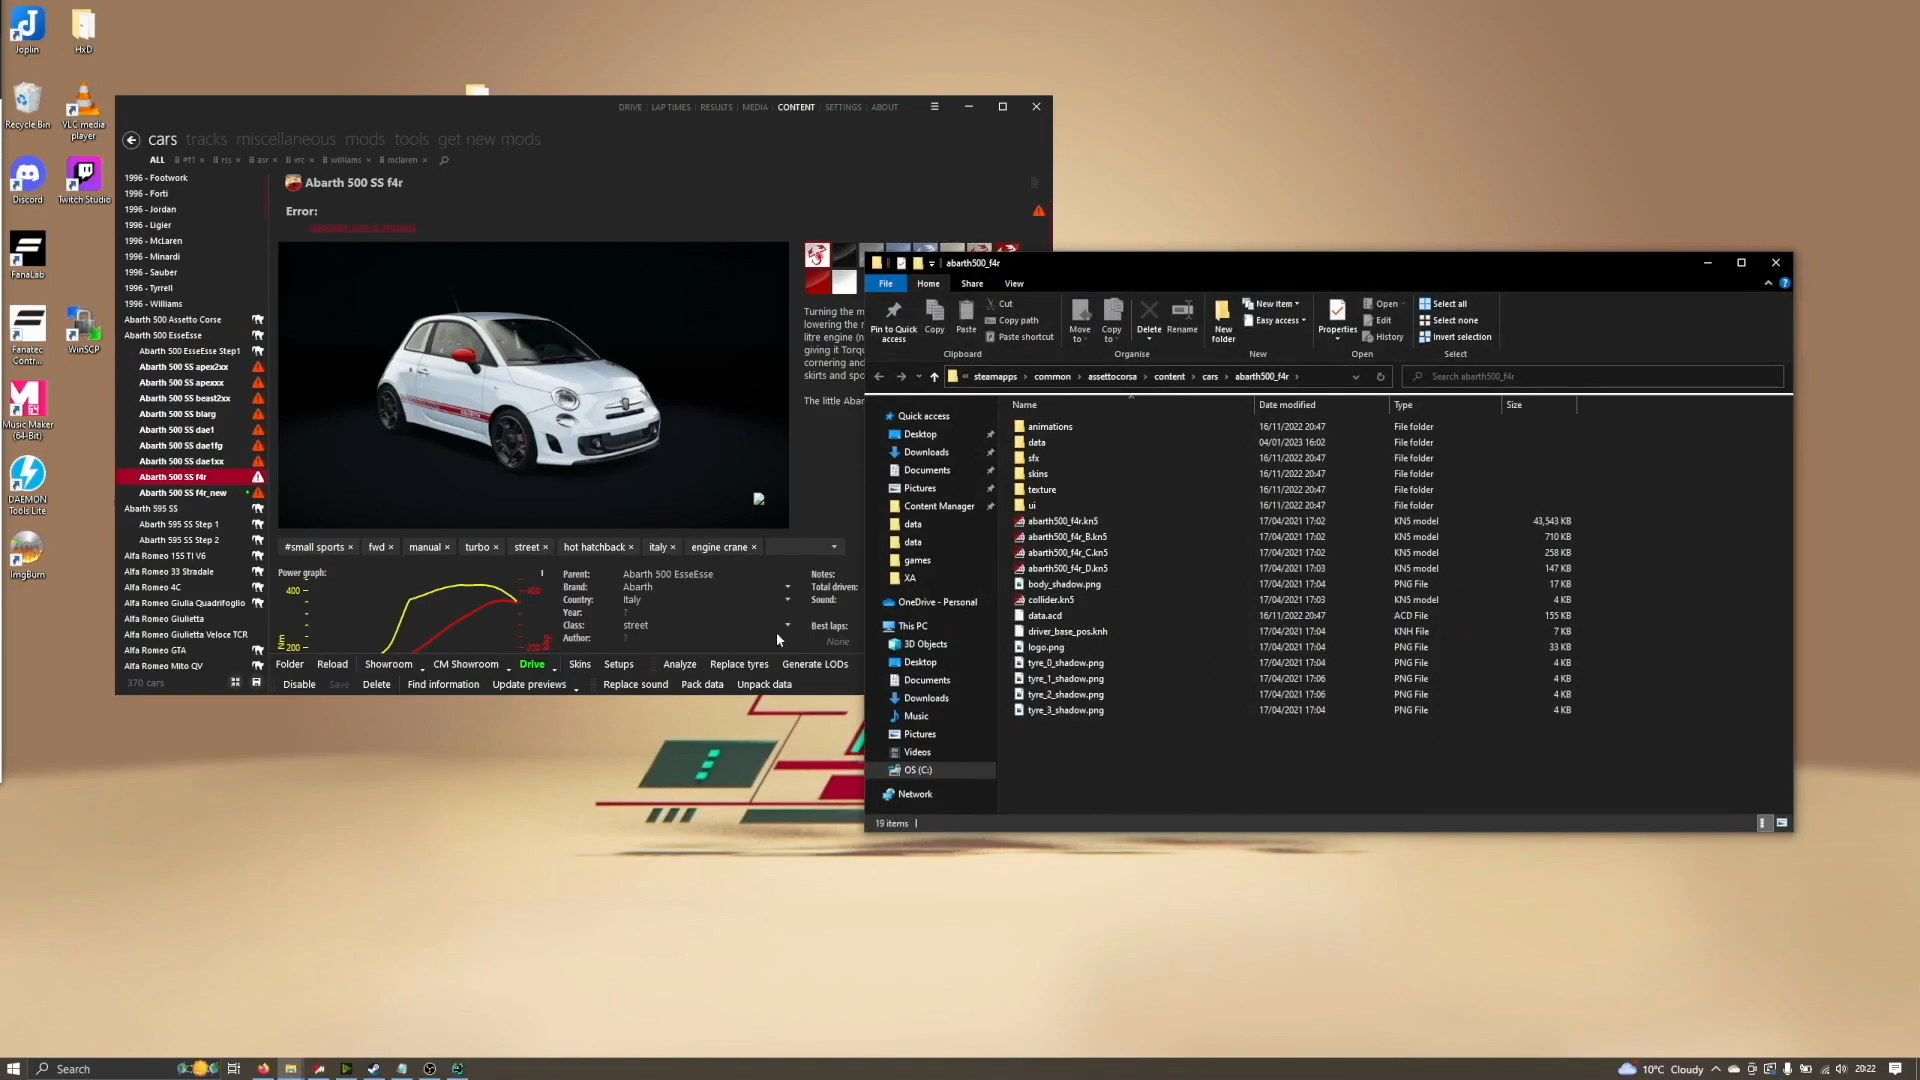 Joplin
HxD
Recycle Bin
VLC media player
Discord
Twitch Studio
FanaLab
Fanatec Contr...
WinSCP
Music Maker (64-Bit)
DAEMON Tools Lite
ImgBurn
DRIVE | LAP TIMES | RESULTS | MEDIA | CONTENT | SETTINGS | ABOUT
cars tracks miscellaneous mods tools get new mods
ALL #f1 × rss × asr × vrc × williams × mclaren ×
1996 - Footwork
1996 - Forti
1996 - Jordan
1996 - Ligier
1996 - McLaren
1996 - Minardi
1996 - Sauber
1996 - Tyrrell
1996 - Williams
Abarth 500 Assetto Corse
Abarth 500 EsseEsse
Abarth 500 EsseEsse Step1
Abarth 500 SS apex2xx
Abarth 500 SS apexxx
Abarth 500 SS beast2xx
Abarth 500 SS blarg
Abarth 500 SS dae1
Abarth 500 SS dae1fg
Abarth 500 SS dae1xx
Abarth 500 SS f4r
Abarth 500 SS f4r_new
Abarth 595 SS
Abarth 595 SS Step 1
Abarth 595 SS Step 2
Alfa Romeo 155 TI V6
Alfa Romeo 33 Stradale
Alfa Romeo 4C
Alfa Romeo Giulia Quadrifoglio
Alfa Romeo Giulietta
Alfa Romeo Giulietta Veloce TCR
Alfa Romeo GTA
Alfa Romeo Mito QV
370 cars
Abarth 500 SS f4r
Error:
Turning the m
lowering the m
litre engine (n
giving it Torqu
cornering and
skirts and spo
The little Abar
#small sports × fwd × manual × turbo × street × hot hatchback × italy × engine crane ×
Power graph:
400
200
Nm
Parent: Abarth 500 EsseEsse
Brand: Abarth
Country: Italy
Year: ?
Class: street
Author: ?
Notes:
Total driven:
Sound:
Best laps:
None
Folder Reload Showroom CM Showroom Drive Skins Setups Analyze Replace tyres Generate LODs
Disable Save Delete Find information Update previews Replace sound Pack data Unpack data
abarth500_f4r
File Home Share View
Pin to Quick access
Copy
Paste
Cut
Copy path
Paste shortcut
Clipboard
Move to
Copy to
Delete
Rename
Organise
New folder
New item
Easy access
New
Properties
Open
Edit
History
Open
Select all
Select none
Invert selection
Select
« steamapps › common › assettocorsa › content › cars › abarth500_f4r ›
Search abarth500_f4r
Quick access
Desktop
Downloads
Documents
Pictures
Content Manager
data
data
games
XA
OneDrive - Personal
This PC
3D Objects
Desktop
Documents
Downloads
Music
Pictures
Videos
OS (C:)
Network
Name Date modified Type Size
animations 16/11/2022 20:47 File folder
data 04/01/2023 16:02 File folder
sfx 16/11/2022 20:47 File folder
skins 16/11/2022 20:47 File folder
texture 16/11/2022 20:47 File folder
ui 16/11/2022 20:47 File folder
abarth500_f4r.kn5 17/04/2021 17:02 KN5 model 43,543 KB
abarth500_f4r_B.kn5 17/04/2021 17:02 KN5 model 710 KB
abarth500_f4r_C.kn5 17/04/2021 17:02 KN5 model 258 KB
abarth500_f4r_D.kn5 17/04/2021 17:03 KN5 model 147 KB
body_shadow.png 17/04/2021 17:04 PNG File 17 KB
collider.kn5 17/04/2021 17:03 KN5 model 4 KB
data.acd 16/11/2022 20:47 ACD File 155 KB
driver_base_pos.knh 17/04/2021 17:04 KNH File 7 KB
logo.png 17/04/2021 17:04 PNG File 33 KB
tyre_0_shadow.png 17/04/2021 17:04 PNG File 4 KB
tyre_1_shadow.png 17/04/2021 17:06 PNG File 4 KB
tyre_2_shadow.png 17/04/2021 17:06 PNG File 4 KB
tyre_3_shadow.png 17/04/2021 17:04 PNG File 4 KB
19 items
Search
10°C Cloudy
20:22